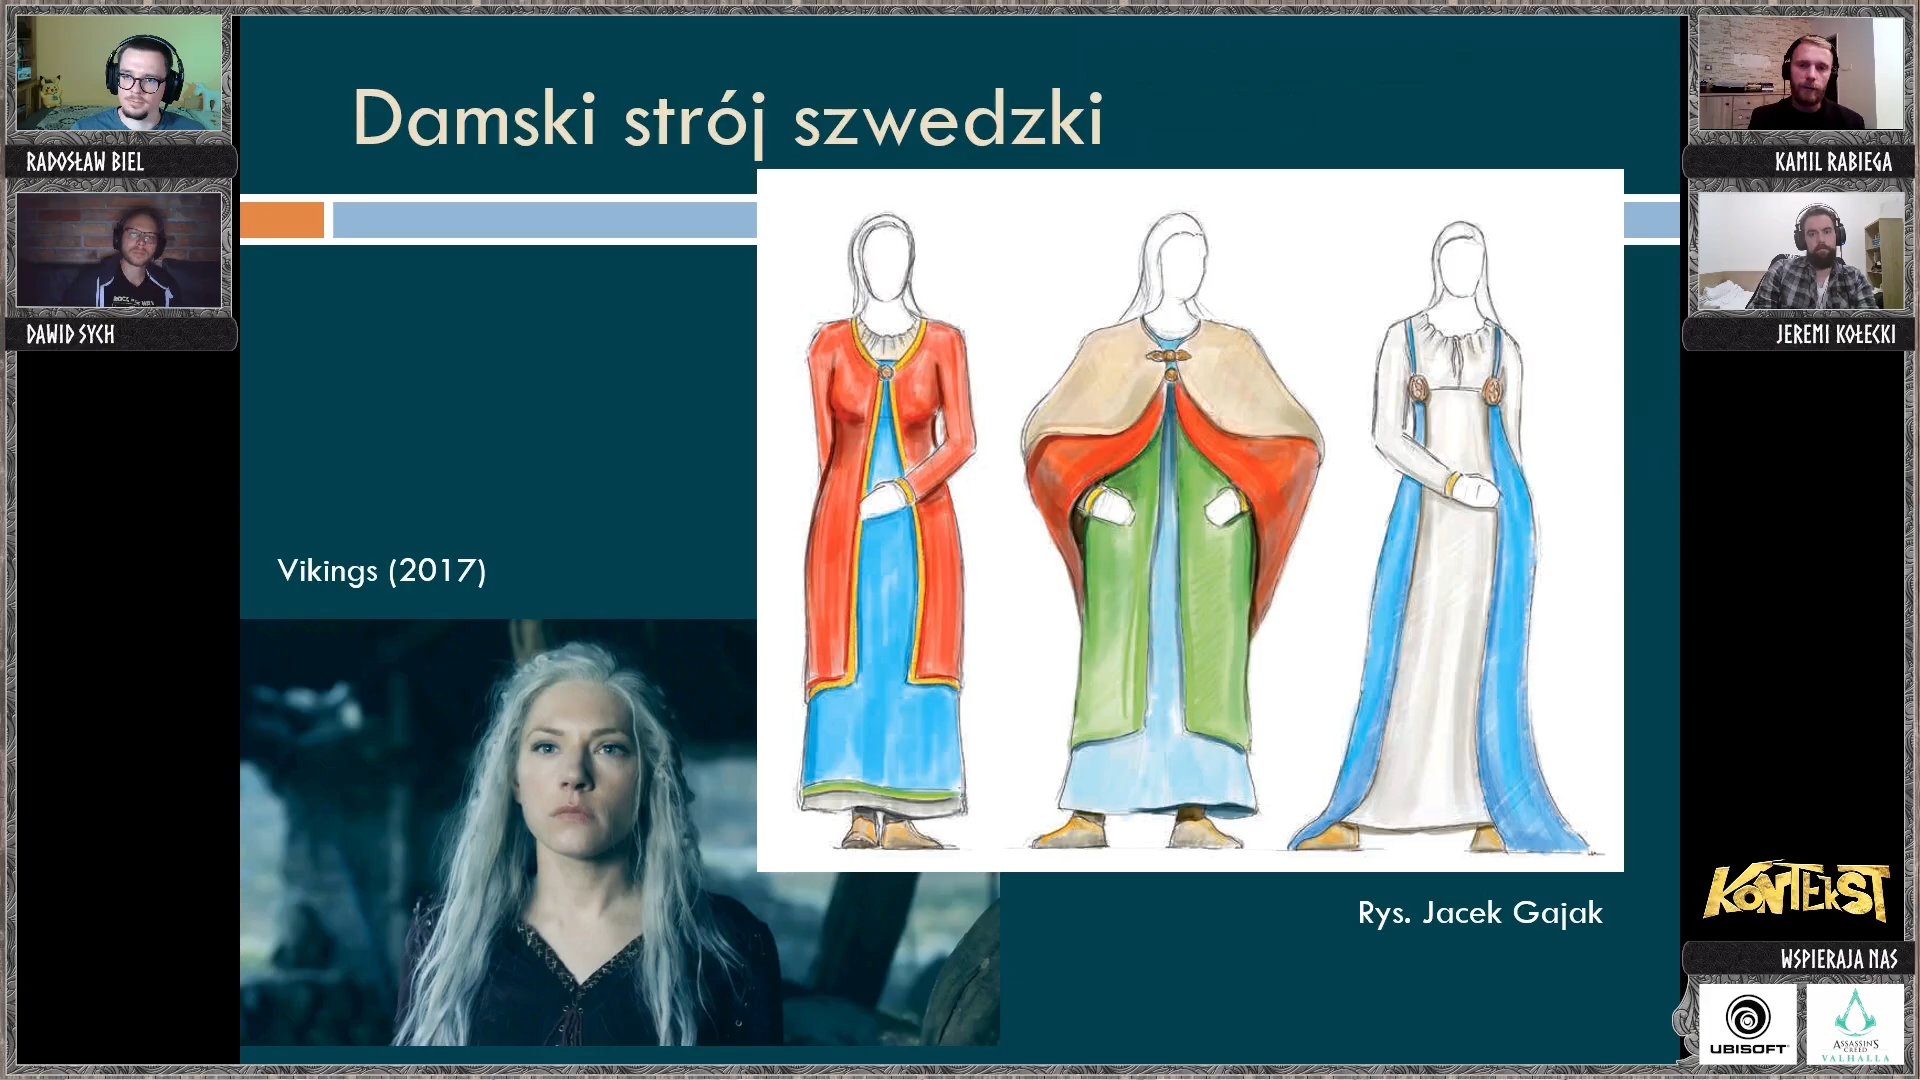 Damski strój szwedzki
RADOSŁAW BIEL
KAMIL RABIEGA
DAWID SYCH
JEREMI KOŁECKI
Vikings (2017)
Rys. Jacek Gajak
KONTEKST
WSPIERAJA NAS
UBISOFT
ASSASSIN'S
CREED
VALHALLA